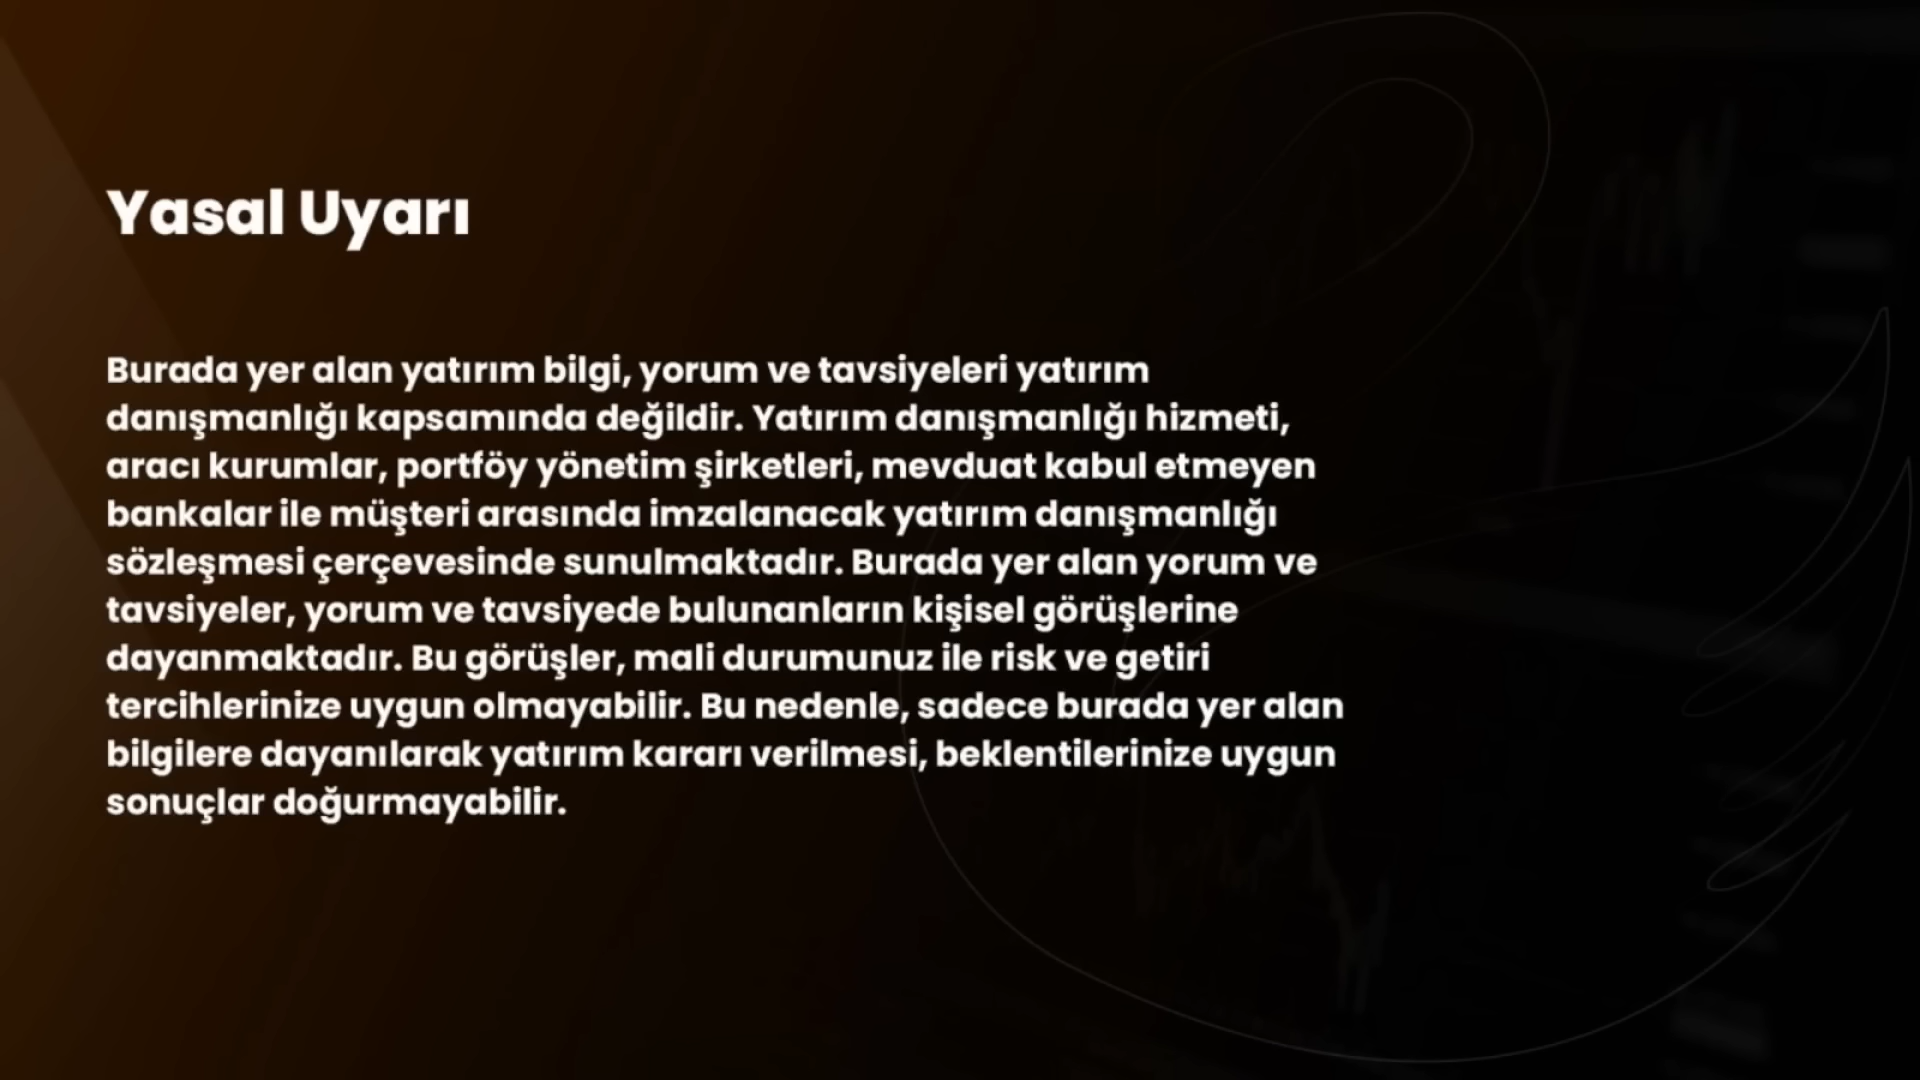 Yasal Uyarı
Burada yer alan yatırım bilgi, yorum ve tavsiyeleri yatırım
danışmanlığı kapsamında değildir. Yatırım danışmanlığı hizmeti,
aracı kurumlar, portföy yönetim şirketleri, mevduat kabul etmeyen
bankalar ile müşteri arasında imzalanacak yatırım danışmanlığı
sözleşmesi çerçevesinde sunulmaktadır. Burada yer alan yorum ve
tavsiyeler, yorum ve tavsiyede bulunanların kişisel görüşlerine
dayanmaktadır. Bu görüşler, mali durumunuz ile risk ve getiri
tercihlerinize uygun olmayabilir. Bu nedenle, sadece burada yer alan
bilgilere dayanılarak yatırım kararı verilmesi, beklentilerinize uygun
sonuçlar doğurmayabilir.